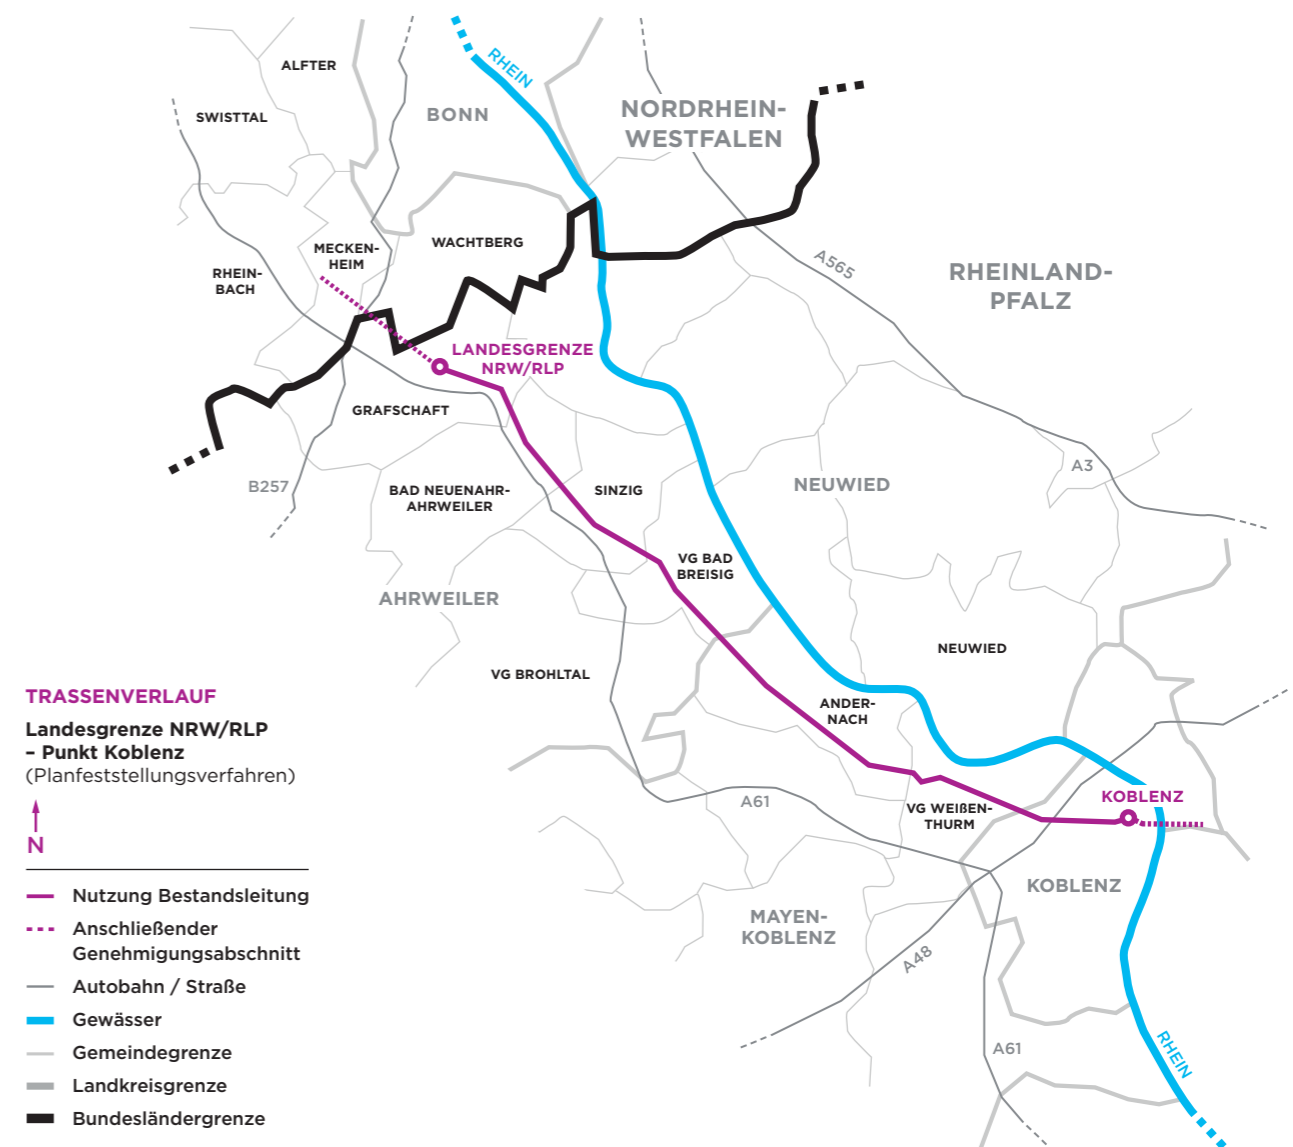 RHEIN
ALFTER
SWISTTAL
BONN
NORDRHEIN-
WESTFALEN
MECKEN-
HEIM
WACHTBERG
RHEIN-
BACH
A565
RHEINLAND-
PFALZ
LANDESGRENZE
NRW/RLP
GRAFSCHAFT
B257
BAD NEUENAHR-
AHRWEILER
SINZIG
NEUWIED
A3
VG BAD
BREISIG
AHRWEILER
NEUWIED
VG BROHLTAL
ANDER-
NACH
A61
VG WEIßEN-
THURM
KOBLENZ
KOBLENZ
MAYEN-
KOBLENZ
A48
A61
RHEIN
TRASSENVERLAUF
Landesgrenze NRW/RLP
– Punkt Koblenz
(Planfeststellungsverfahren)
N
Nutzung Bestandsleitung
Anschließender
Genehmigungsabschnitt
Autobahn / Straße
Gewässer
Gemeindegrenze
Landkreisgrenze
Bundesländergrenze